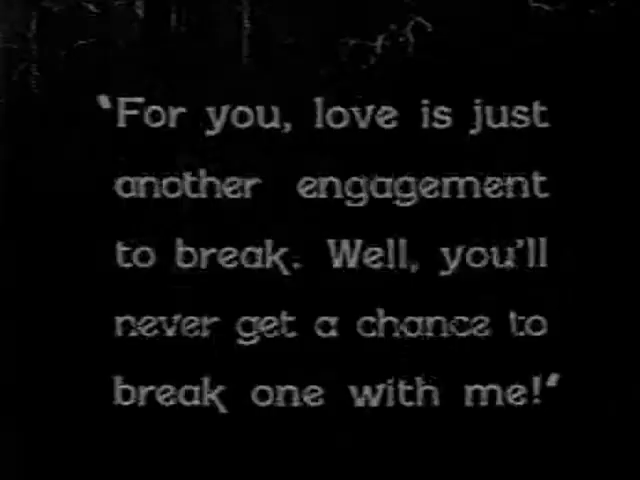 "For you, love is just
another engagement
to break. Well, you'll
never get a chance to
break one with me!"